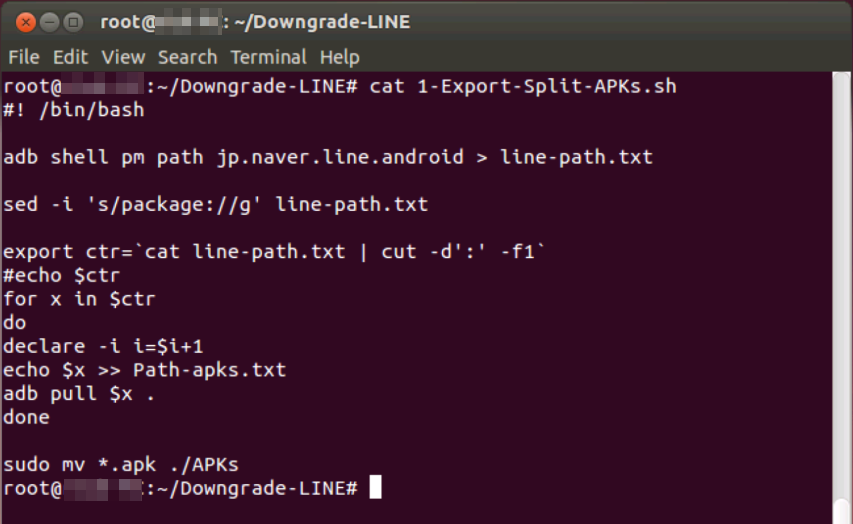 root@ : ~/Downgrade-LINE
File Edit View Search Terminal Help
root@ :~/Downgrade-LINE# cat 1-Export-Split-APKs.sh
#! /bin/bash
adb shell pm path jp.naver.line.android > line-path.txt
sed -i 's/package://g' line-path.txt
export ctr=`cat line-path.txt | cut -d':' -f1`
#echo $ctr
for x in $ctr
do
declare -i i=$i+1
echo $x >> Path-apks.txt
adb pull $x .
done
sudo mv *.apk ./APKs
root@ :~/Downgrade-LINE#